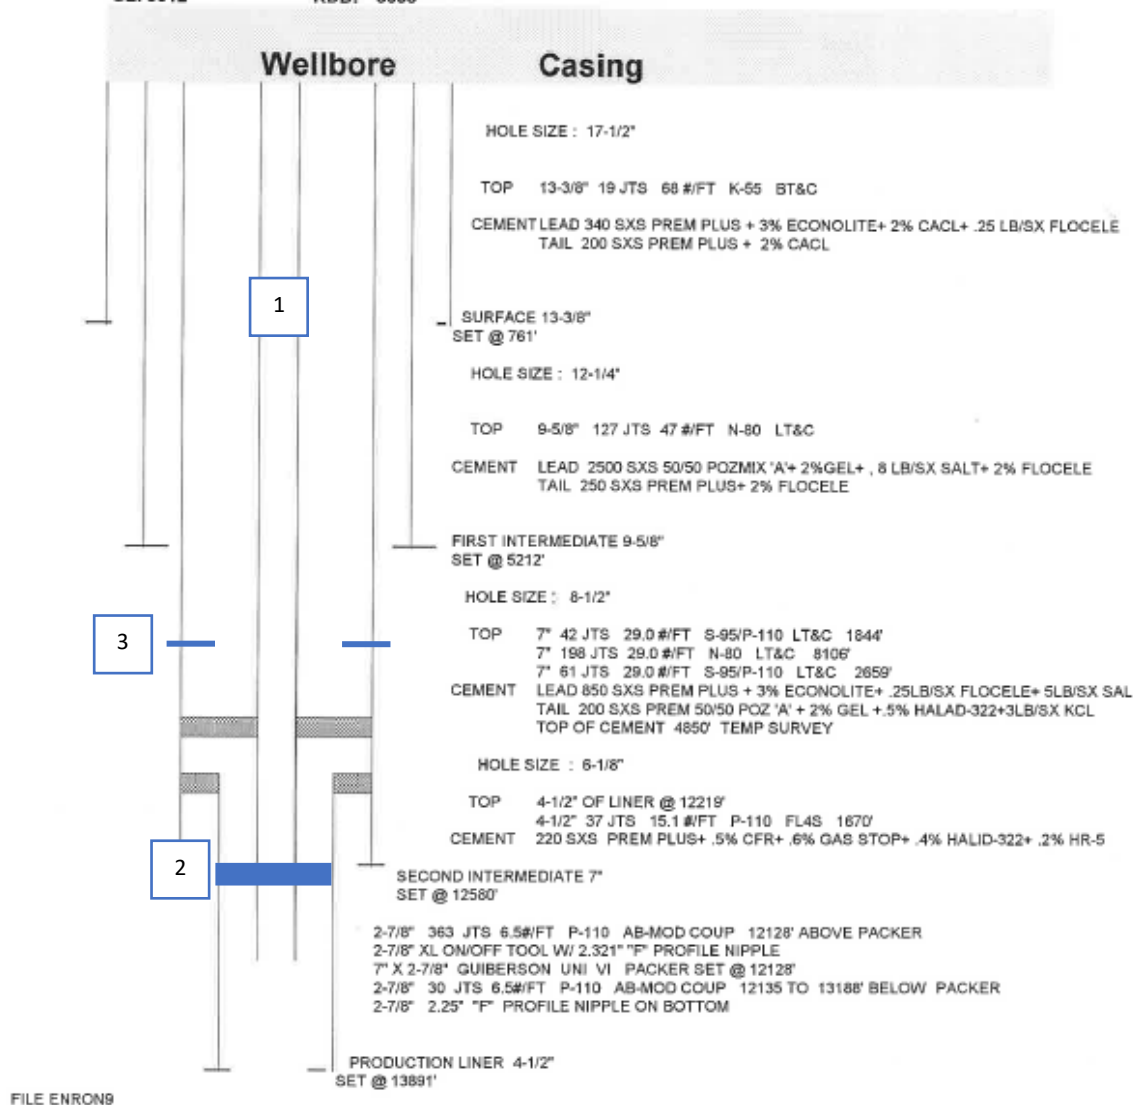 Wellbore Casing
HOLE SIZE : 17-1/2"
TOP 13-3/8" 19 JTS 68 #/FT K-55 BT&C
CEMENT LEAD 340 SXS PREM PLUS + 3% ECONOLITE+ 2% CACL+ .25 LB/SX FLOCELE
TAIL 200 SXS PREM PLUS + 2% CACL
1
SURFACE 13-3/8"
SET @ 761'
HOLE SIZE : 12-1/4"
TOP 9-5/8" 127 JTS 47 #/FT N-80 LT&C
CEMENT LEAD 2500 SXS 50/50 POZMIX 'A'+ 2%GEL+ , 8 LB/SX SALT+ 2% FLOCELE
TAIL 250 SXS PREM PLUS+ 2% FLOCELE
FIRST INTERMEDIATE 9-5/8"
SET @ 5212'
HOLE SIZE : 8-1/2"
3
TOP 7" 42 JTS 29.0 #/FT S-95/P-110 LT&C 1844'
7" 198 JTS 29.0 #/FT N-80 LT&C 8106'
7" 61 JTS 29.0 #/FT S-95/P-110 LT&C 2659'
CEMENT LEAD 850 SXS PREM PLUS + 3% ECONOLITE+ .25LB/SX FLOCELE+ 5LB/SX SAL
TAIL 200 SXS PREM 50/50 POZ 'A' + 2% GEL +.5% HALAD-322+3LB/SX KCL
TOP OF CEMENT 4850' TEMP SURVEY
HOLE SIZE : 6-1/8"
TOP 4-1/2" OF LINER @ 12219'
4-1/2" 37 JTS 15.1 #/FT P-110 FL4S 1670'
CEMENT 220 SXS PREM PLUS+ .5% CFR+ .6% GAS STOP+ .4% HALID-322+ .2% HR-5
2
SECOND INTERMEDIATE 7"
SET @ 12580'
2-7/8" 363 JTS 6.5#/FT P-110 AB-MOD COUP 12128' ABOVE PACKER
2-7/8" XL ON/OFF TOOL W/ 2.321" "F" PROFILE NIPPLE
7" X 2-7/8" GUIBERSON UNI VI PACKER SET @ 12128'
2-7/8" 30 JTS 6.5#/FT P-110 AB-MOD COUP 12135 TO 13188' BELOW PACKER
2-7/8" 2.25" "F" PROFILE NIPPLE ON BOTTOM
PRODUCTION LINER 4-1/2"
SET @ 13891'
FILE ENRON9